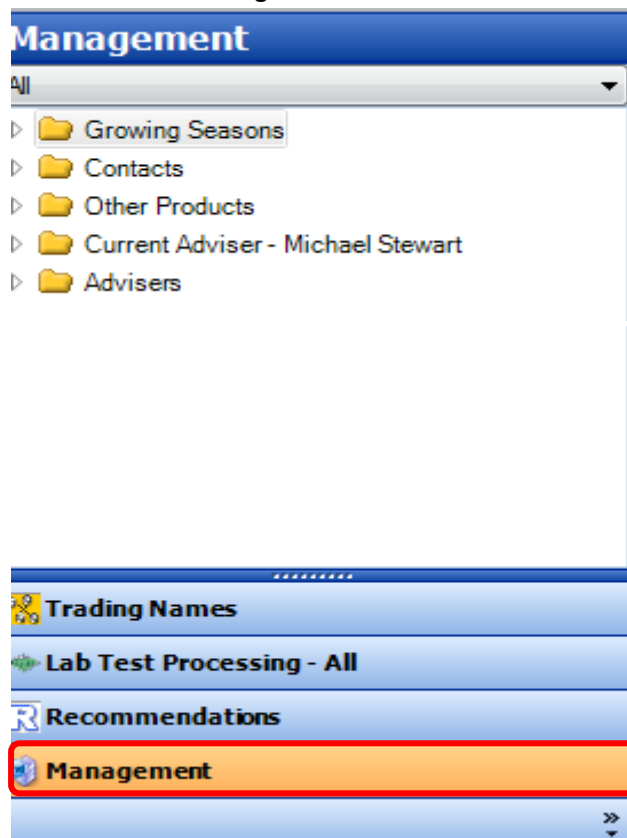 Management
All
Growing Seasons
Contacts
Other Products
Current Adviser - Michael Stewart
Advisers
Trading Names
Lab Test Processing - All
Recommendations
Management